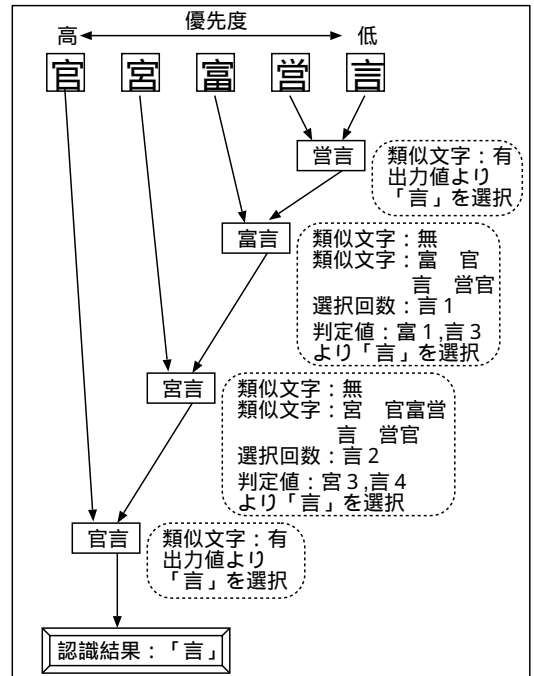 優先度
高 低
官 宮 富 営 言
営言
類似文字：有
出力値より
「言」を選択
富言
類似文字：無
類似文字：富　官
言　営官
選択回数：言１
判定値：富１,言３
より「言」を選択
宮言
類似文字：無
類似文字：宮　官富営
言　営官
選択回数：言２
判定値：宮３,言４
より「言」を選択
官言
類似文字：有
出力値より
「言」を選択
認識結果：「言」